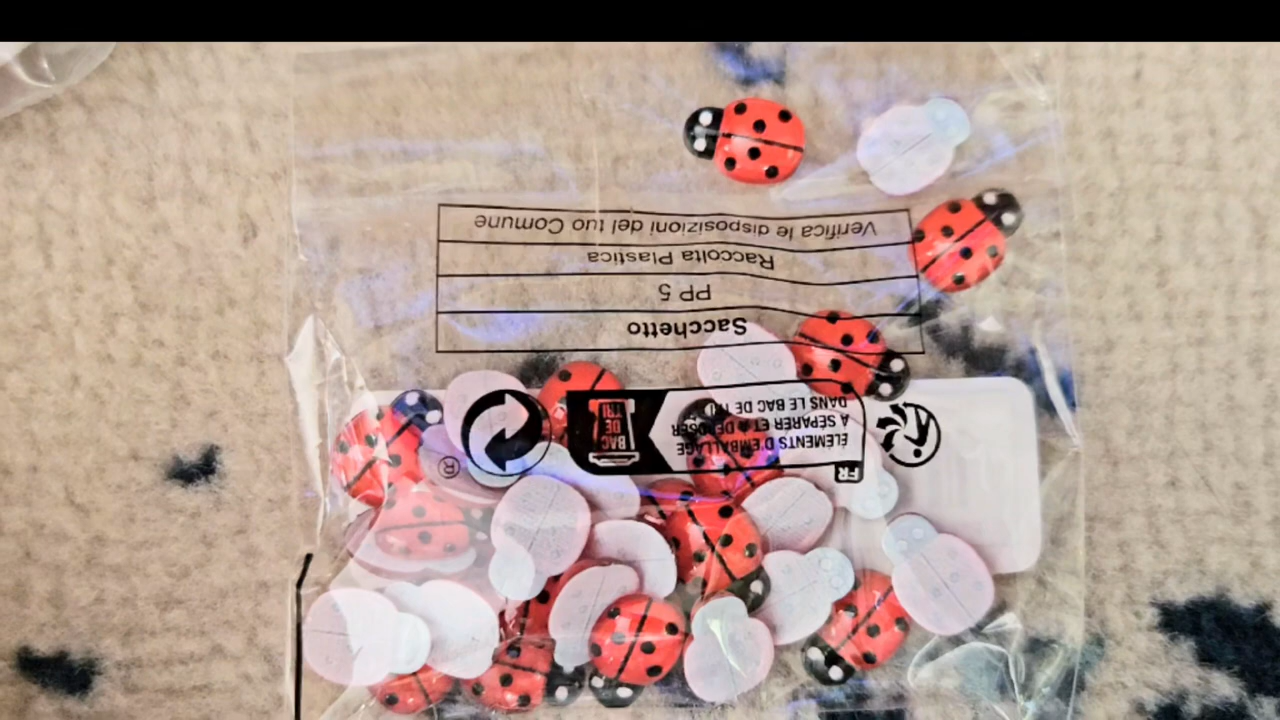 Sacchetto
PP 5
Raccolta Plastica
Verifica le disposizioni del tuo Comune
FR
ÉLÉMENTS D'EMBALLAGE
À SÉPARER ET À DÉPOSER
DANS LE BAC DE TRI
BAC
DE
TRI
®